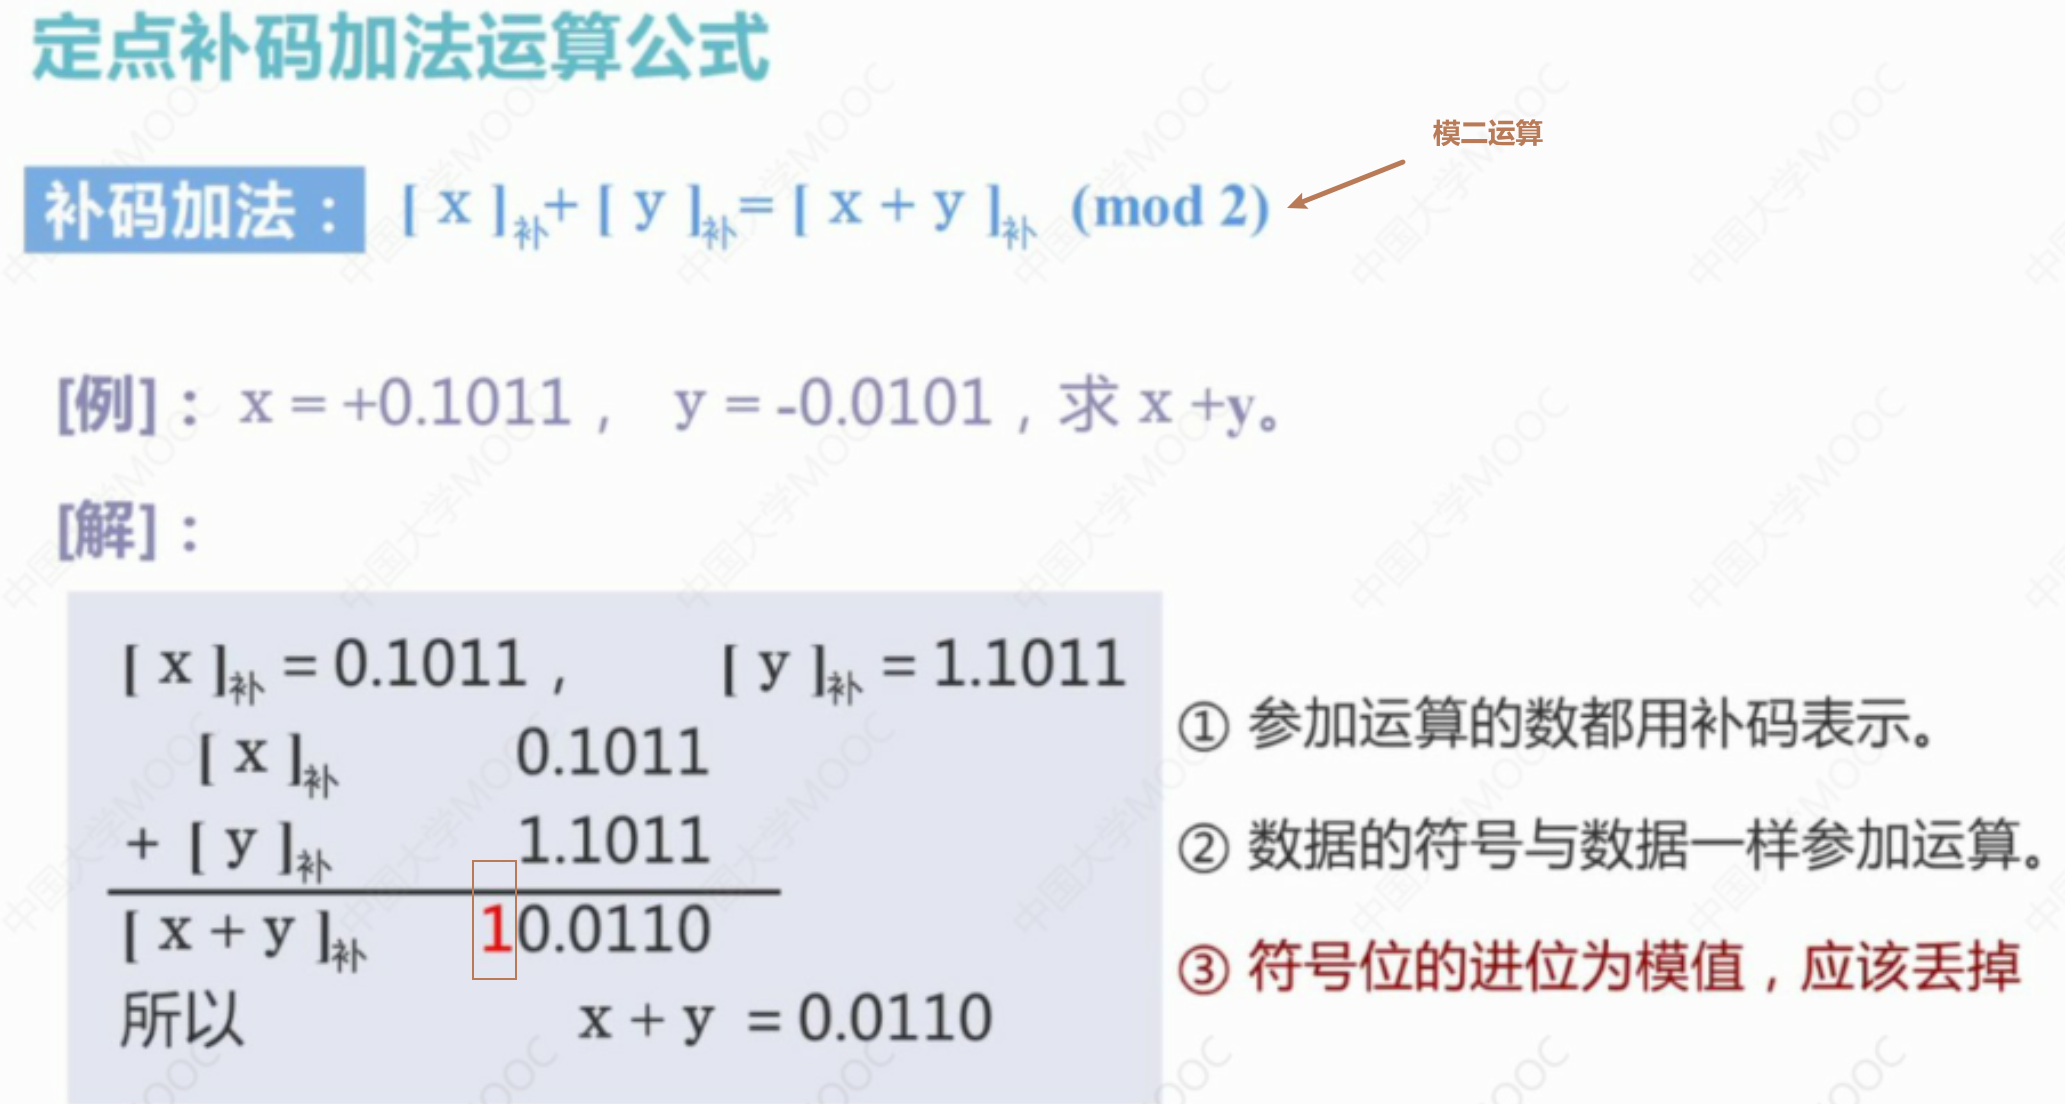 定点补码加法运算公式
模二运算
补码加法： [ x ]补+ [ y ]补= [ x + y ]补 (mod 2)
[例]： x = +0.1011， y = -0.0101，求 x +y。
[解]：
[ x ]补 = 0.1011， [ y ]补 = 1.1011
[ x ]补 0.1011
+ [ y ]补 1.1011
[ x + y ]补 10.0110
所以 x + y = 0.0110
① 参加运算的数都用补码表示。
② 数据的符号与数据一样参加运算。
③ 符号位的进位为模值，应该丢掉
中国大学MOOC